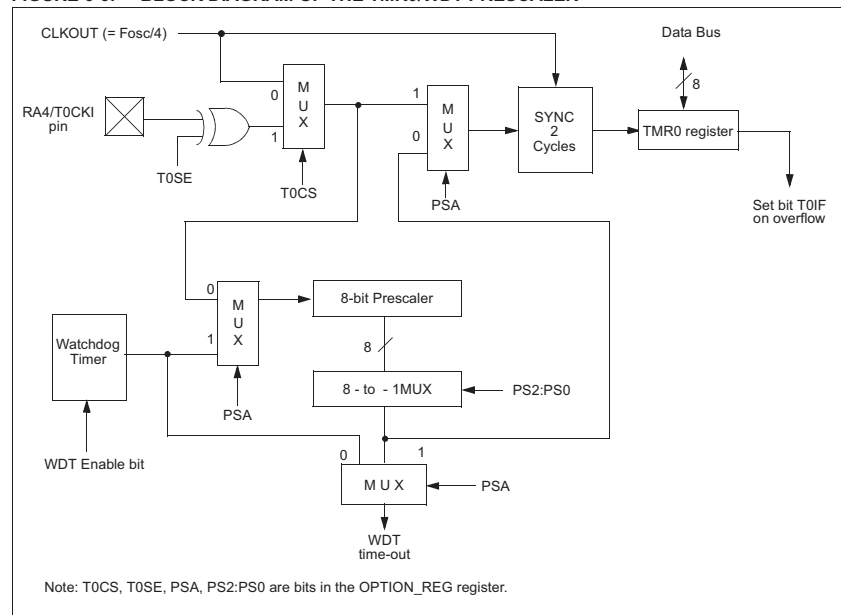 CLKOUT (= Fosc/4)
Data Bus
8
RA4/T0CKI
pin
T0SE
0
1
M
U
X
T0CS
1
0
M
U
X
PSA
SYNC
2
Cycles
TMR0 register
Set bit T0IF
on overflow
0
1
M
U
X
PSA
Watchdog
Timer
WDT Enable bit
8-bit Prescaler
8
8 - to - 1MUX
PS2:PS0
0
1
M U X
PSA
WDT
time-out
Note: T0CS, T0SE, PSA, PS2:PS0 are bits in the OPTION_REG register.